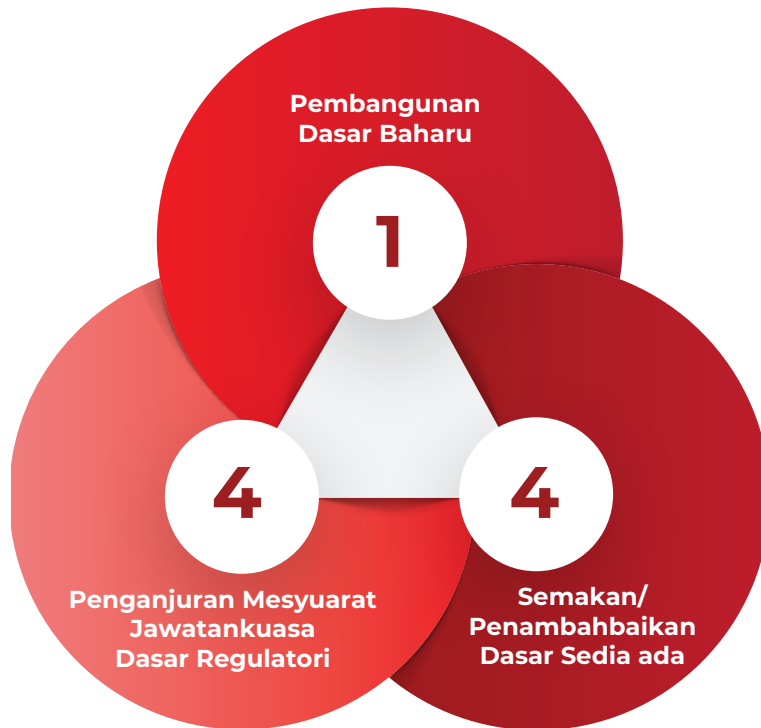 Pembangunan
Dasar Baharu
1
4
Penganjuran Mesyuarat
Jawatankuasa
Dasar Regulatori
4
Semakan/
Penambahbaikan
Dasar Sedia ada